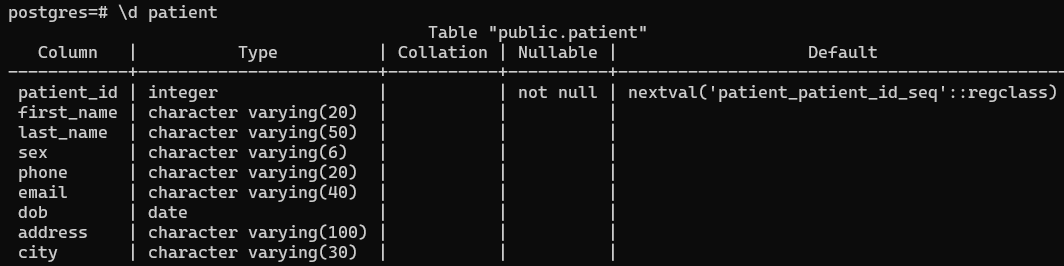 postgres=# \d patient
                                          Table "public.patient"
   Column   |          Type          | Collation | Nullable |                   Default
------------+------------------------+-----------+----------+---------------------------------------------
 patient_id | integer                |           | not null | nextval('patient_patient_id_seq'::regclass)
 first_name | character varying(20)  |           |          |
 last_name  | character varying(50)  |           |          |
 sex        | character varying(6)   |           |          |
 phone      | character varying(20)  |           |          |
 email      | character varying(40)  |           |          |
 dob        | date                   |           |          |
 address    | character varying(100) |           |          |
 city       | character varying(30)  |           |          |